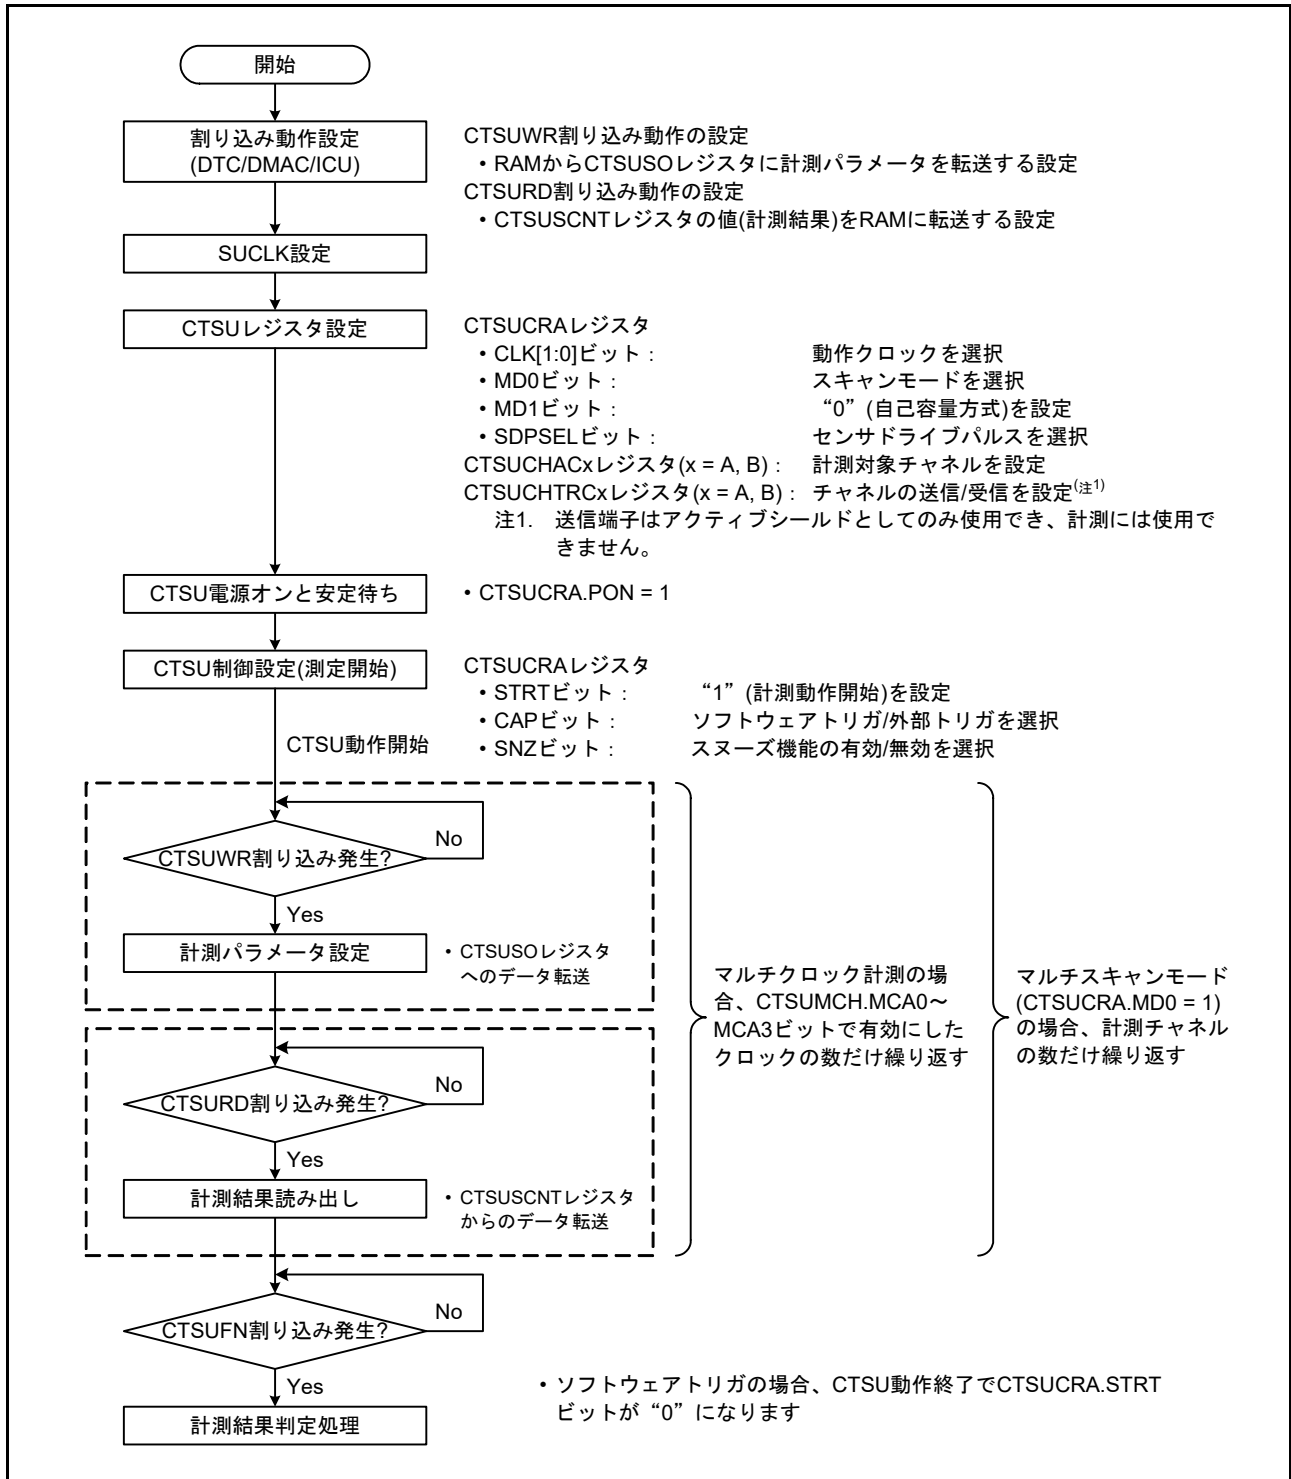 開始
割り込み動作設定
(DTC/DMAC/ICU)
CTSUWR割り込み動作の設定
・RAMからCTSUSOレジスタに計測パラメータを転送する設定
CTSURD割り込み動作の設定
・CTSUSCNTレジスタの値(計測結果)をRAMに転送する設定
SUCLK設定
CTSUレジスタ設定
CTSUCRAレジスタ
・CLK[1:0]ビット： 動作クロックを選択
・MD0ビット： スキャンモードを選択
・MD1ビット： “0”(自己容量方式)を設定
・SDPSELビット： センサドライブパルスを選択
CTSUCHACxレジスタ(x = A, B)： 計測対象チャネルを設定
CTSUCHTRCxレジスタ(x = A, B)： チャネルの送信/受信を設定(注1)
注1. 送信端子はアクティブシールドとしてのみ使用でき、計測には使用で
きません。
CTSU電源オンと安定待ち
・CTSUCRA.PON = 1
CTSU制御設定(測定開始)
CTSUCRAレジスタ
・STRTビット： “1”(計測動作開始)を設定
・CAPビット： ソフトウェアトリガ/外部トリガを選択
・SNZビット： スヌーズ機能の有効/無効を選択
CTSU動作開始
CTSUWR割り込み発生?
No
Yes
計測パラメータ設定
・CTSUSOレジスタ
へのデータ転送
CTSURD割り込み発生?
No
Yes
計測結果読み出し
・CTSUSCNTレジスタ
からのデータ転送
マルチクロック計測の場
合、CTSUMCH.MCA0～
MCA3ビットで有効にした
クロックの数だけ繰り返す
マルチスキャンモード
(CTSUCRA.MD0 = 1)
の場合、計測チャネル
の数だけ繰り返す
CTSUFN割り込み発生?
No
Yes
計測結果判定処理
・ソフトウェアトリガの場合、CTSU動作終了でCTSUCRA.STRT
ビットが“0”になります